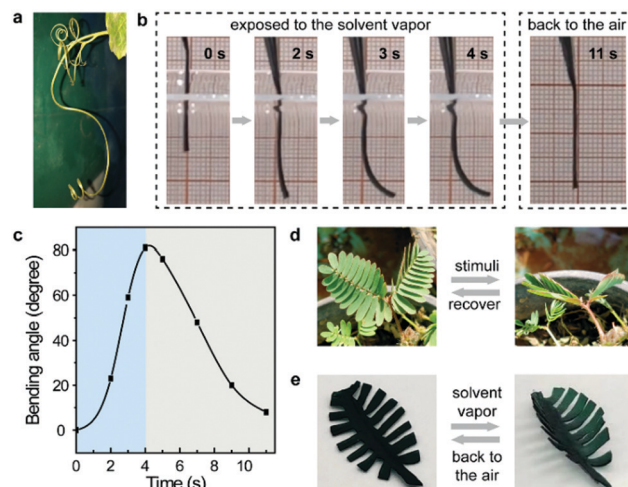 a
b
exposed to the solvent vapor
back to the air
0 s
2 s
3 s
4 s
11 s
c
80
60
40
20
0
0 2 4 6 8 10
Bending angle (degree)
Time (s)
d
stimuli
recover
e
solvent
vapor
back to
the air